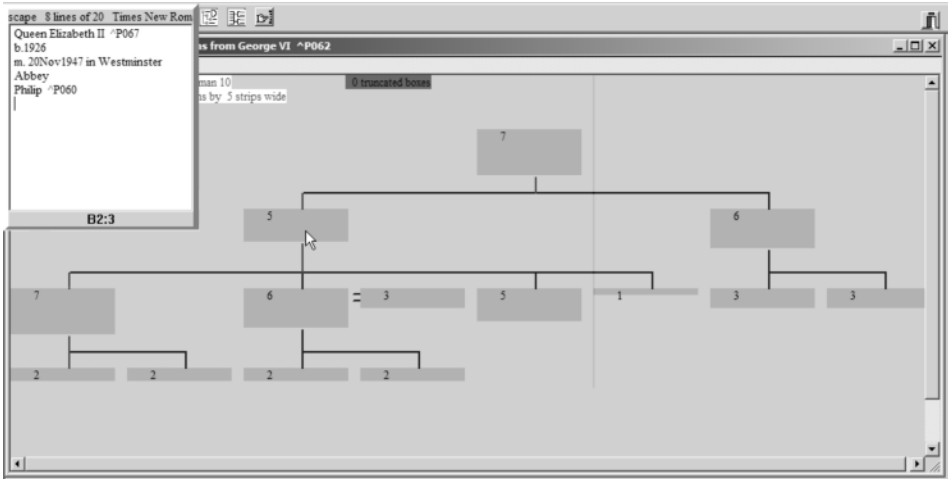 scape 8 lines of 20 Times New Rom
Queen Elizabeth II ^P067
b.1926
m. 20Nov1947 in Westminster
Abbey
Philip ^P060
B2:3
ns from George VI ^P062
man 10
0 truncated boxes
ns by 5 strips wide
7
5
6
7
6
=
3
5
1
3
3
2
2
2
2